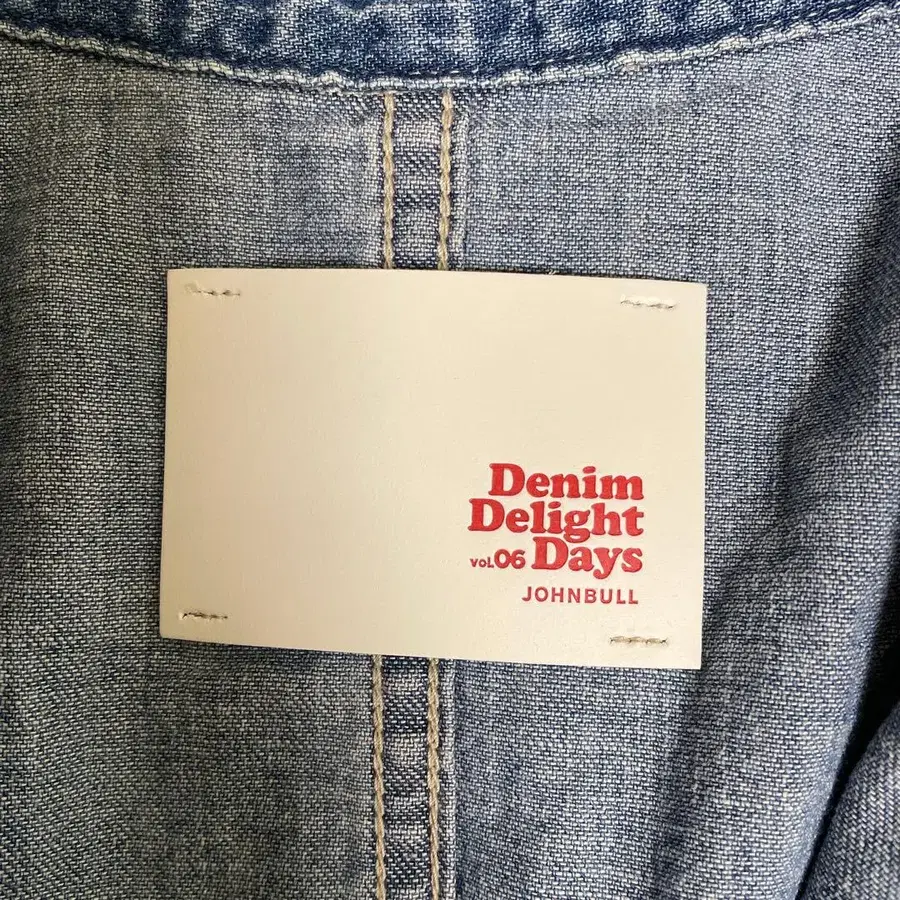 Denim
Delight
VOL.06 Days
JOHNBULL